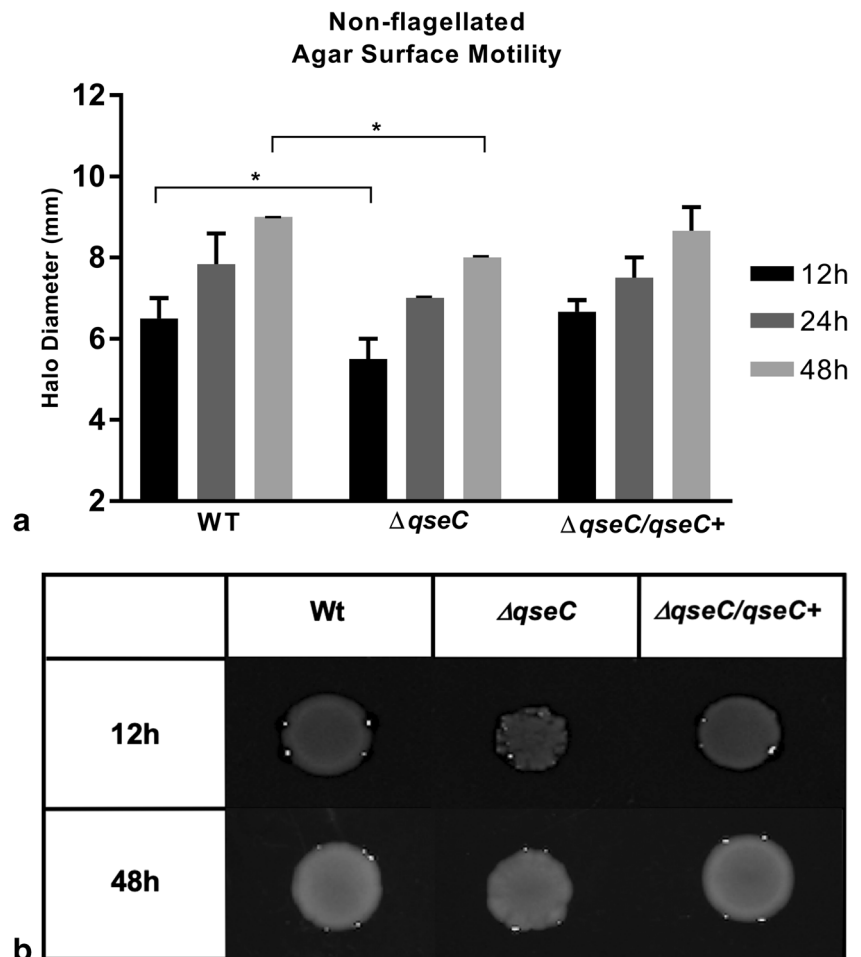 Non-flagellated
Agar Surface Motility
Halo Diameter (mm)
12
10
8
6
4
2
*
*
12h
24h
48h
WT
ΔqseC
ΔqseC/qseC+
a
Wt
ΔqseC
ΔqseC/qseC+
12h
48h
b